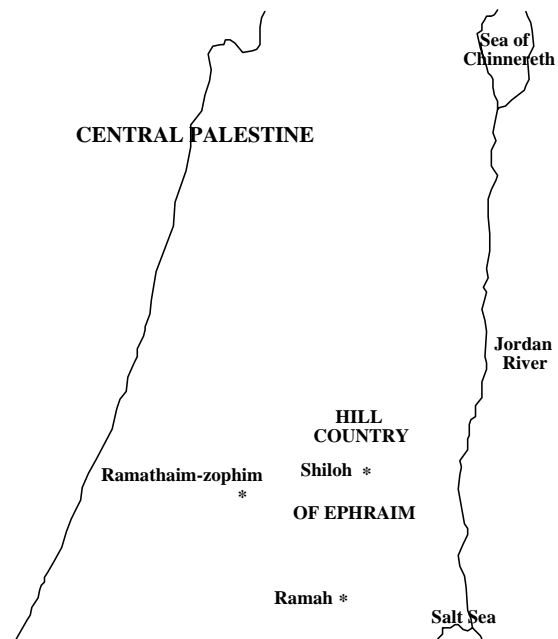 Sea of
Chinnereth
CENTRAL PALESTINE
Jordan
River
HILL
COUNTRY
Shiloh *
Ramathaim-zophim
*
OF EPHRAIM
Ramah *
Salt Sea